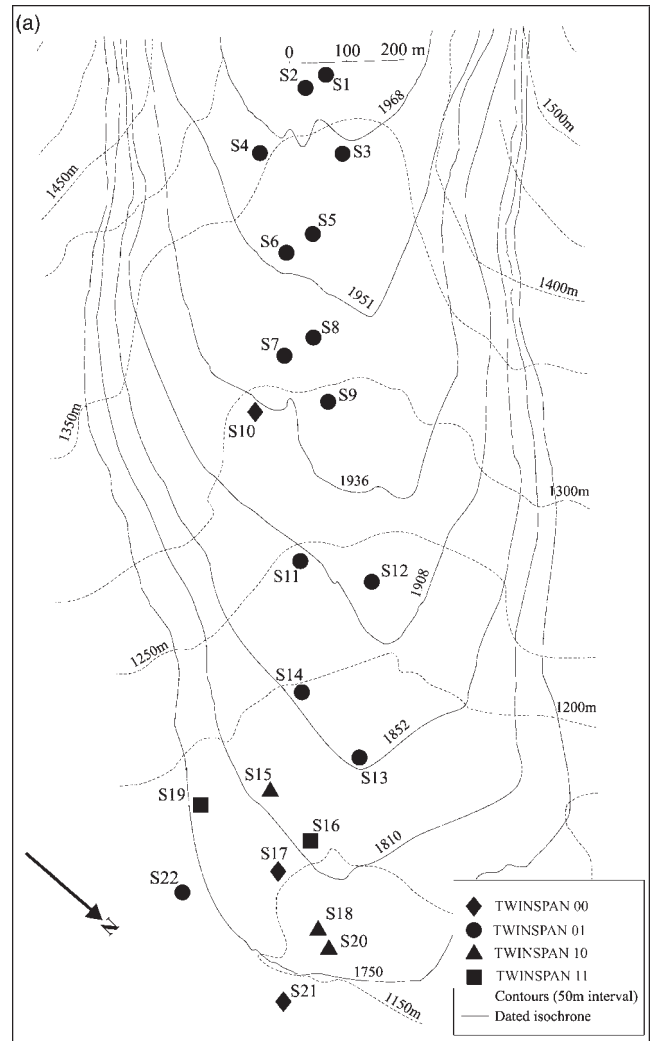 (a)
0 100 200 m
S2 S1
1968
1500m
S4 S3
1450m
S5
S6
1400m
1951
S8
S7
S9
1350m
S10
1936
1300m
S11 S12
1908
1250m
S14
1200m
1852
S13
S15
S19
S16
1810
S17
S22
N
S18
S20
1750
S21
1150m
TWINSPAN 00
TWINSPAN 01
TWINSPAN 10
TWINSPAN 11
Contours (50m interval)
Dated isochrone